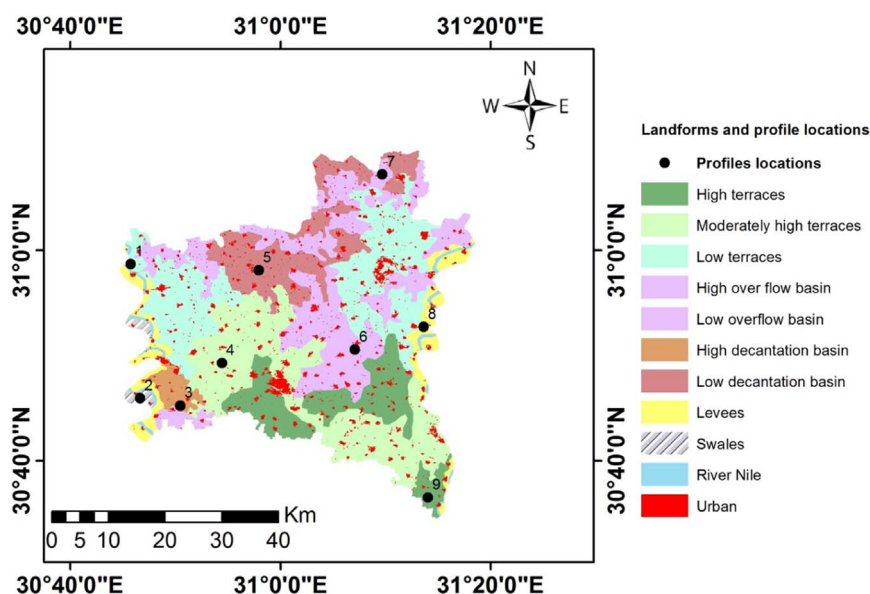 30°40'0"E 31°0'0"E 31°20'0"E
N
W E
S
31°0'0"N
30°40'0"N
31°0'0"N
30°40'0"N
7
1
5
8
6
4
2
3
9
Km
0 5 10 20 30 40
30°40'0"E 31°0'0"E 31°20'0"E
Landforms and profile locations
Profiles locations
High terraces
Moderately high terraces
Low terraces
High over flow basin
Low overflow basin
High decantation basin
Low decantation basin
Levees
Swales
River Nile
Urban